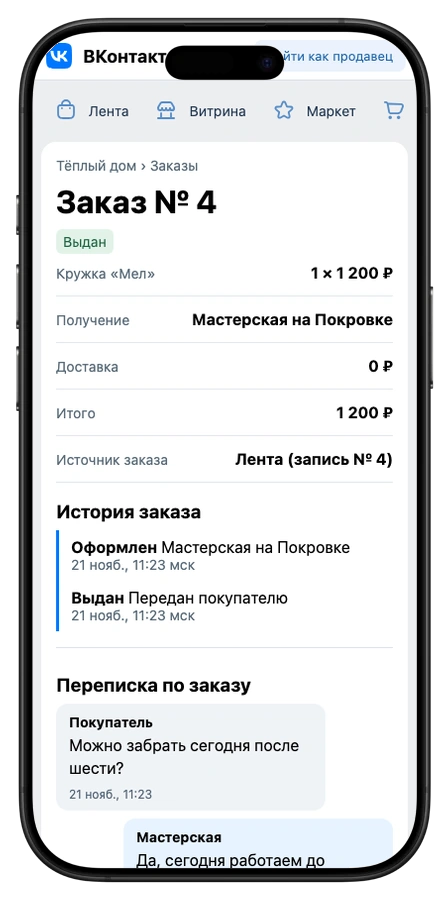 ВКонтакт
йти как продавец
Лента
Витрина
Маркет
Тёплый дом › Заказы
Заказ № 4
Выдан
Кружка «Мел» 1 × 1 200 ₽
Получение Мастерская на Покровке
Доставка 0 ₽
Итого 1 200 ₽
Источник заказа Лента (запись № 4)
История заказа
Оформлен Мастерская на Покровке
21 нояб., 11:23 мск
Выдан Передан покупателю
21 нояб., 11:23 мск
Переписка по заказу
Покупатель
Можно забрать сегодня после
шести?
21 нояб., 11:23
Мастерская
Да, сегодня работаем до